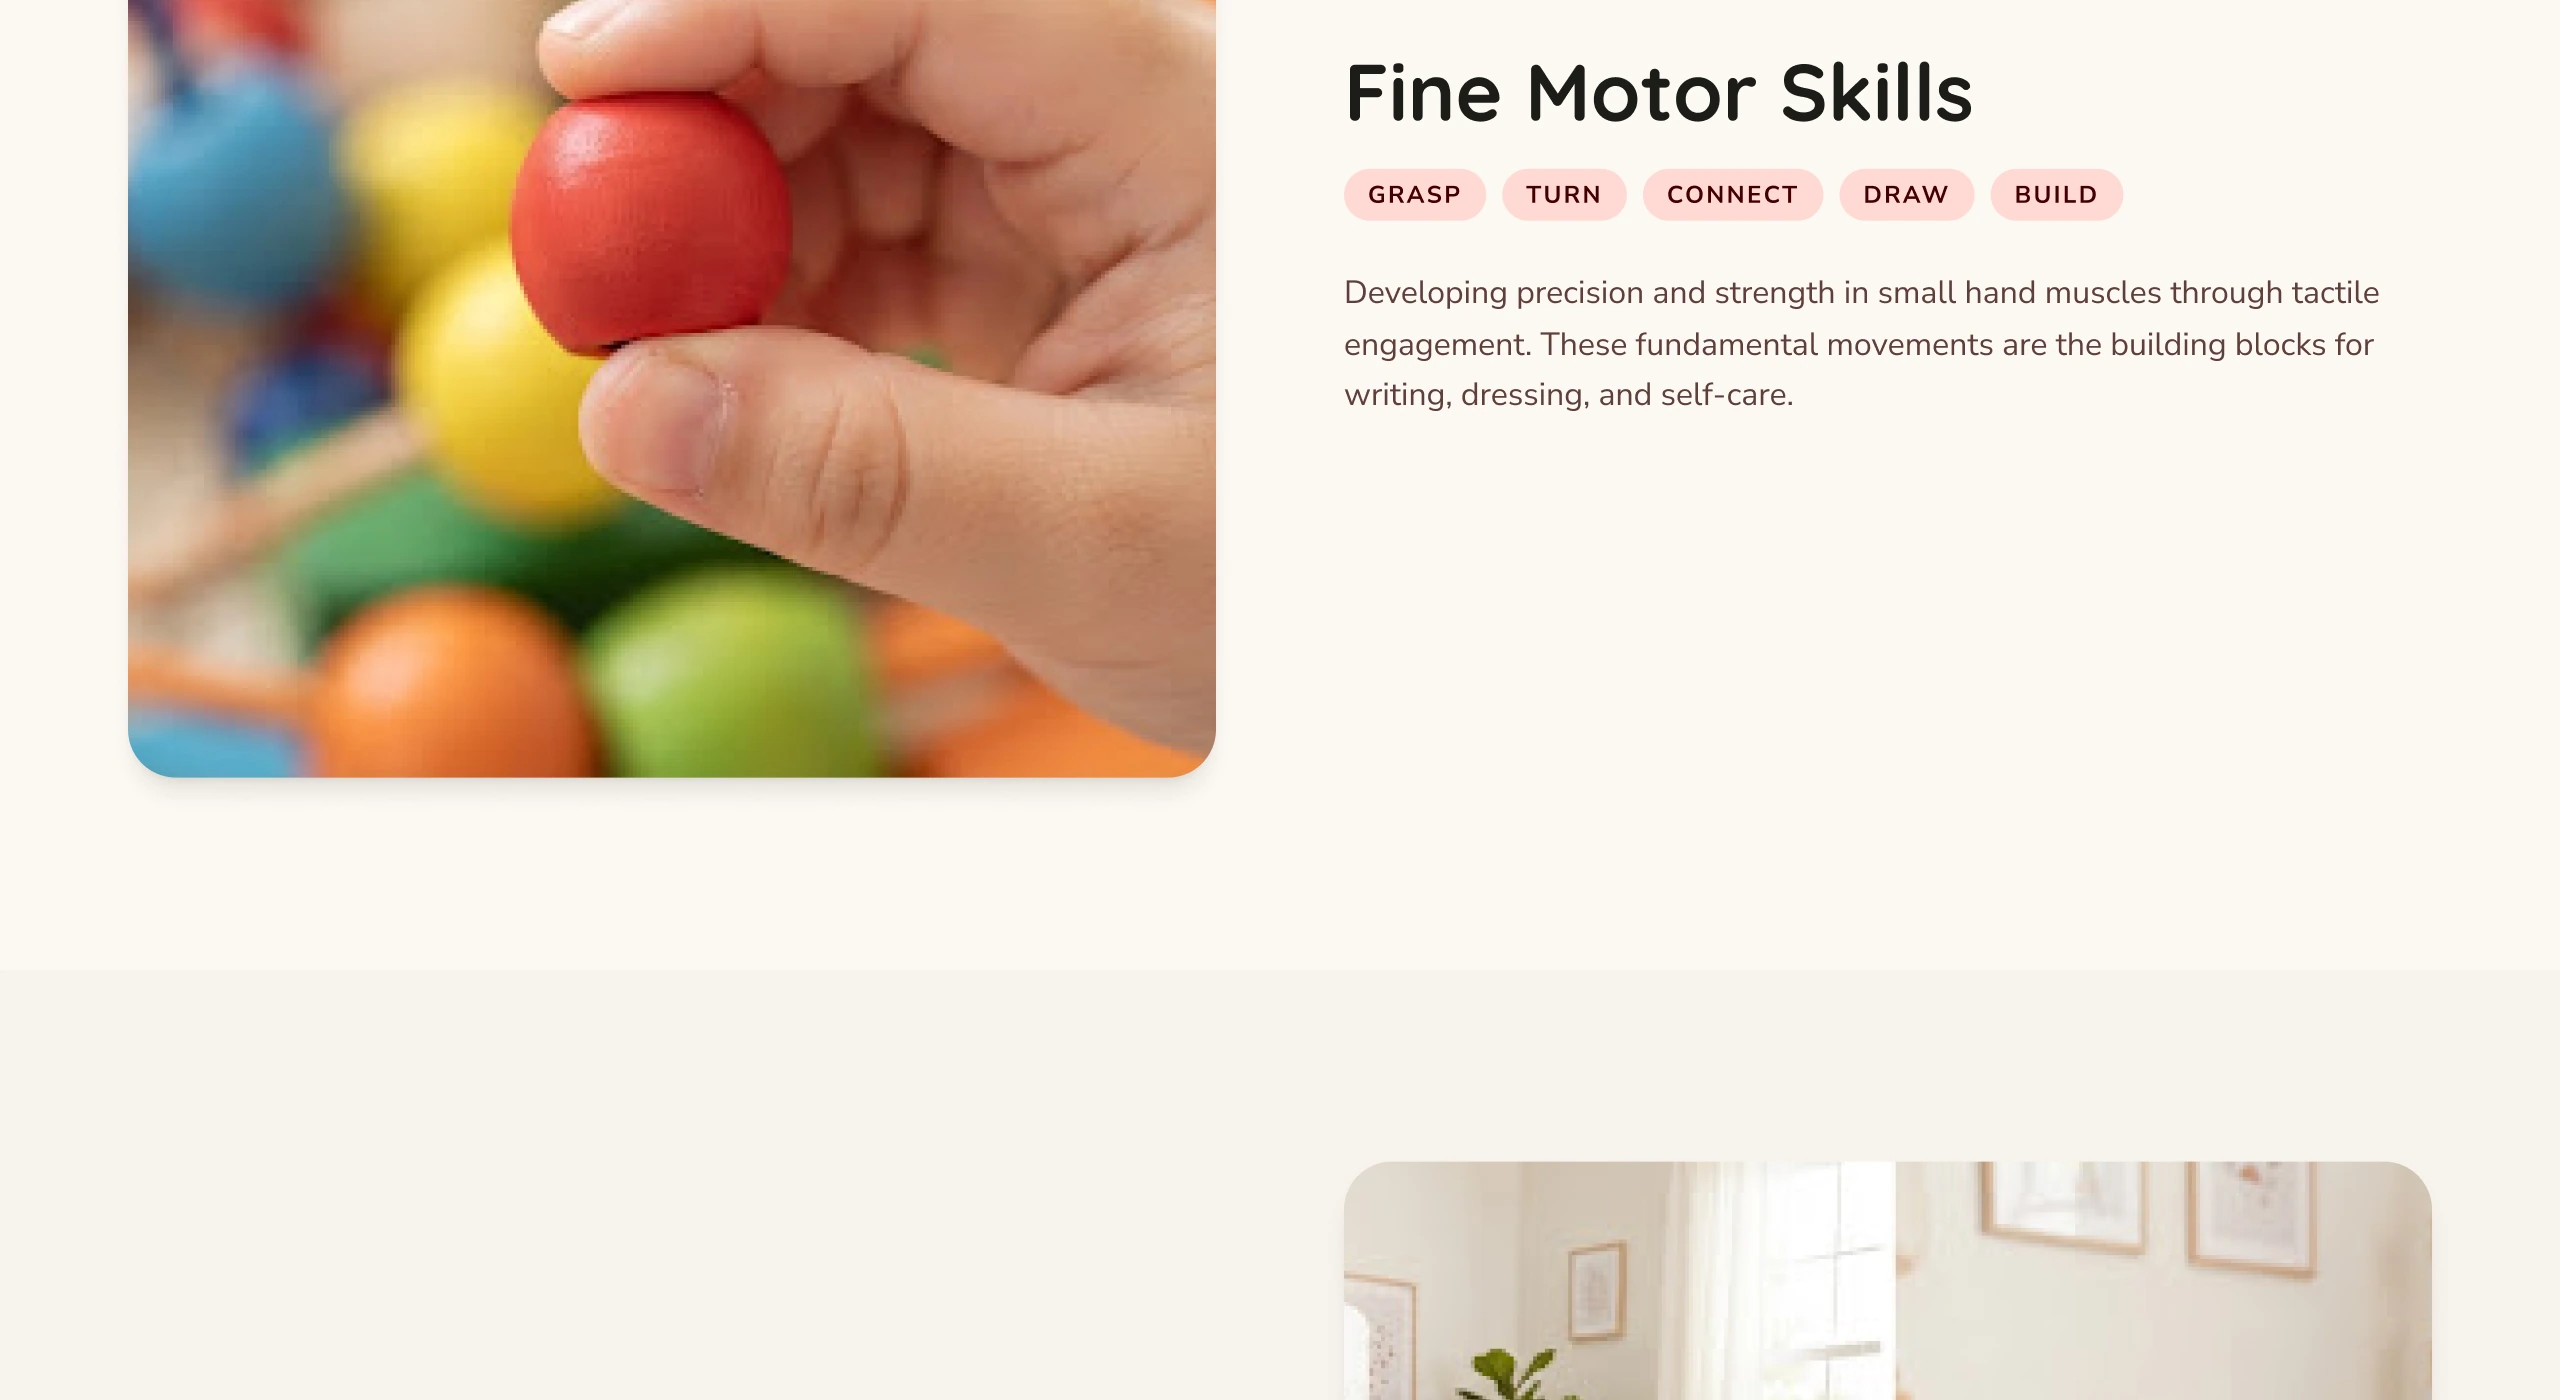 Fine Motor Skills
GRASP TURN CONNECT DRAW BUILD
Developing precision and strength in small hand muscles through tactile
engagement. These fundamental movements are the building blocks for
writing, dressing, and self-care.